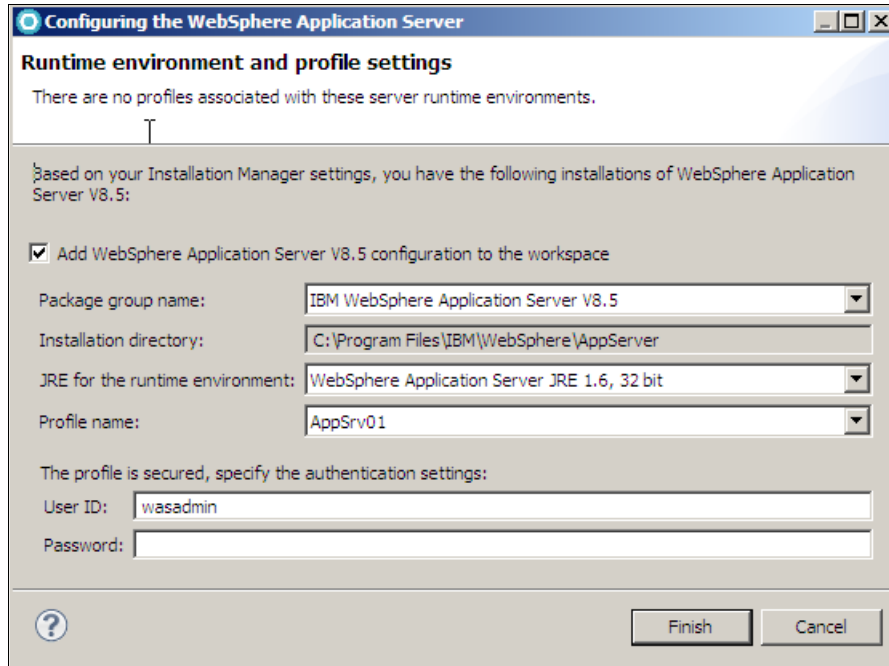 Configuring the WebSphere Application Server
Runtime environment and profile settings
There are no profiles associated with these server runtime environments.
Based on your Installation Manager settings, you have the following installations of WebSphere Application
Server V8.5:
Add WebSphere Application Server V8.5 configuration to the workspace
Package group name: IBM WebSphere Application Server V8.5
Installation directory: C:\Program Files\IBM\WebSphere\AppServer
JRE for the runtime environment: WebSphere Application Server JRE 1.6, 32 bit
Profile name: AppSrv01
The profile is secured, specify the authentication settings:
User ID: wasadmin
Password:
? Finish Cancel